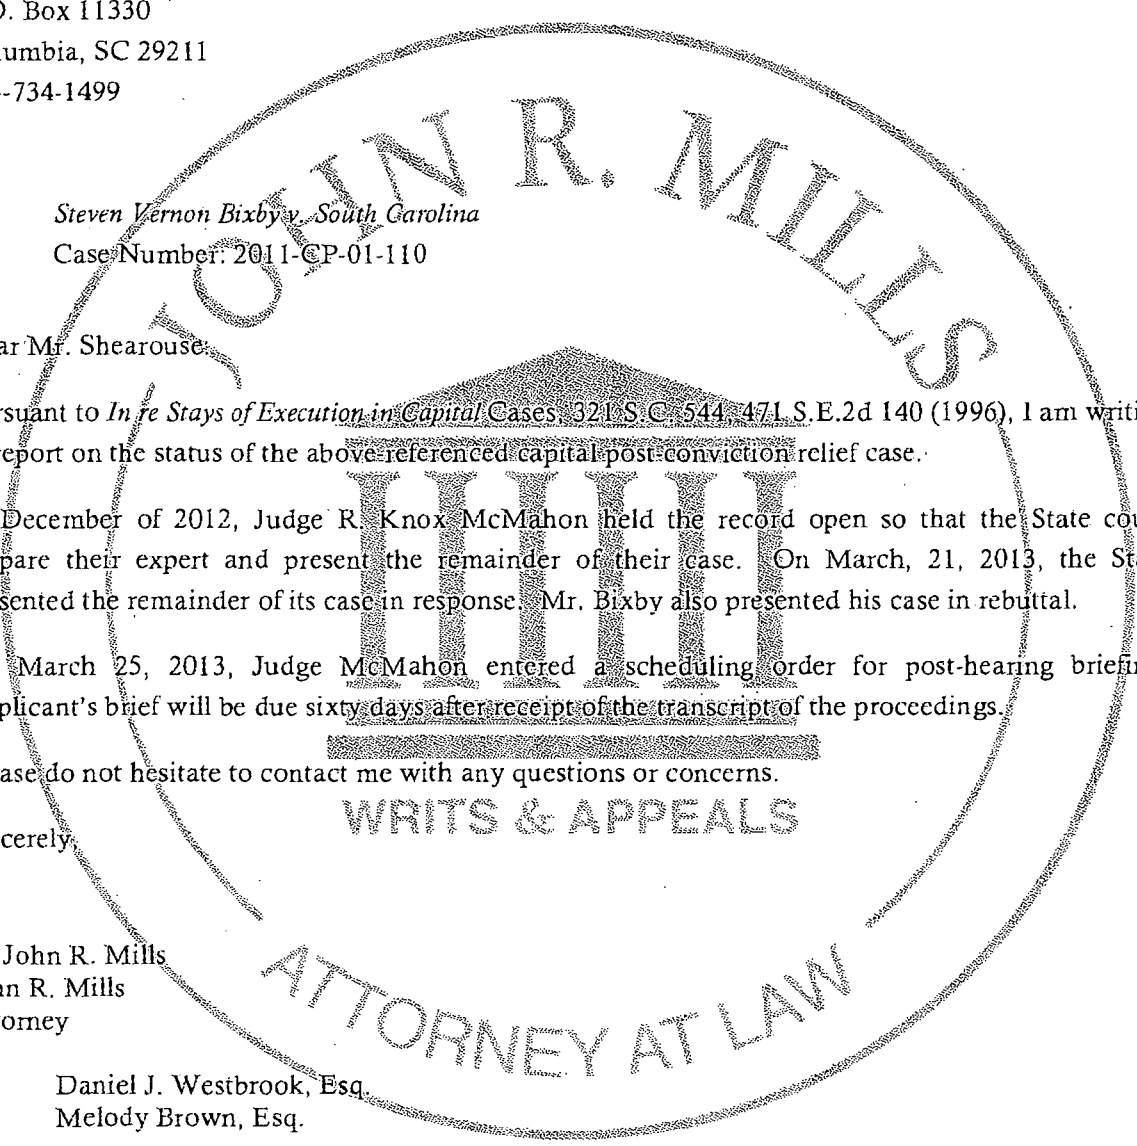 O. Box 11330
lumbia, SC 29211
-734-1499
Steven Vernon Bixby v. South Carolina
Case Number: 2011-CP-01-110
ar Mr. Shearouse:
rsuant to In re Stays of Execution in Capital Cases, 321 S.C. 544, 471 S.E.2d 140 (1996), I am writi
report on the status of the above-referenced capital post-conviction relief case.
December of 2012, Judge R. Knox McMahon held the record open so that the State cou
pare their expert and present the remainder of their case. On March, 21, 2013, the Sta
sented the remainder of its case in response. Mr. Bixby also presented his case in rebuttal.
March 25, 2013, Judge McMahon entered a scheduling order for post-hearing briefin
plicant's brief will be due sixty days after receipt of the transcript of the proceedings.
ase do not hesitate to contact me with any questions or concerns.
cerely,
John R. Mills
hn R. Mills
torney
Daniel J. Westbrook, Esq.
Melody Brown, Esq.
JOHN R. MILLS
WRITS & APPEALS
ATTORNEY AT LAW